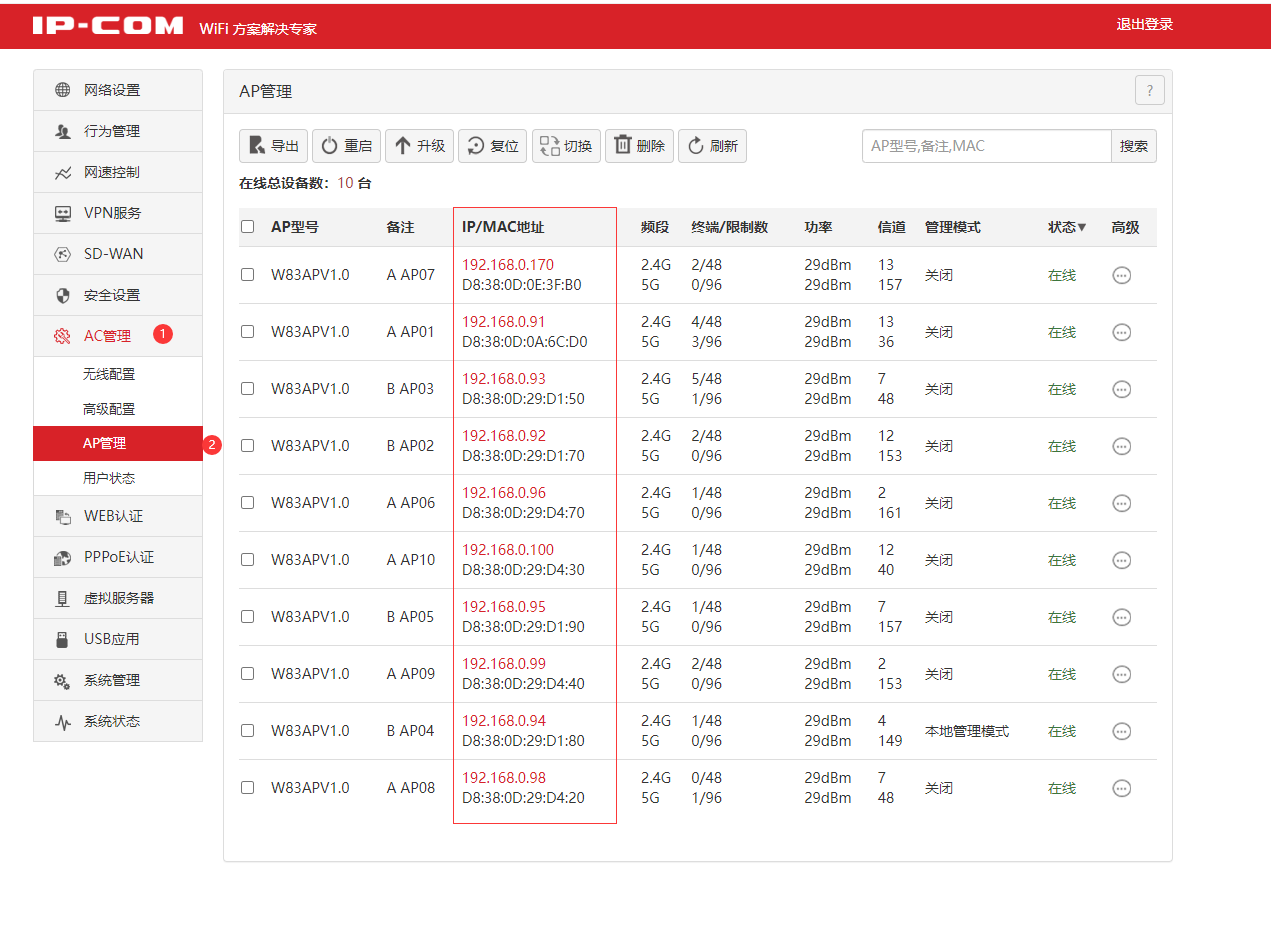 IP-COM WiFi 方案解决专家
退出登录
网络设置
行为管理
网速控制
VPN服务
SD-WAN
安全设置
AC管理 1
无线配置
高级配置
AP管理 2
用户状态
WEB认证
PPPoE认证
虚拟服务器
USB应用
系统管理
系统状态
AP管理 ?
导出 重启 升级 复位 切换 删除 刷新 AP型号,备注,MAC 搜索
在线总设备数: 10 台
AP型号 备注 IP/MAC地址 频段 终端/限制数 功率 信道 管理模式 状态▼ 高级
W83APV1.0 A AP07 192.168.0.170 2.4G 2/48 29dBm 13 关闭 在线
D8:38:0D:0E:3F:B0 5G 0/96 29dBm 157
W83APV1.0 A AP01 192.168.0.91 2.4G 4/48 29dBm 13 关闭 在线
D8:38:0D:0A:6C:D0 5G 3/96 29dBm 36
W83APV1.0 B AP03 192.168.0.93 2.4G 5/48 29dBm 7 关闭 在线
D8:38:0D:29:D1:50 5G 1/96 29dBm 48
W83APV1.0 B AP02 192.168.0.92 2.4G 2/48 29dBm 12 关闭 在线
D8:38:0D:29:D1:70 5G 0/96 29dBm 153
W83APV1.0 A AP06 192.168.0.96 2.4G 1/48 29dBm 2 关闭 在线
D8:38:0D:29:D4:70 5G 0/96 29dBm 161
W83APV1.0 A AP10 192.168.0.100 2.4G 1/48 29dBm 12 关闭 在线
D8:38:0D:29:D4:30 5G 0/96 29dBm 40
W83APV1.0 B AP05 192.168.0.95 2.4G 1/48 29dBm 7 关闭 在线
D8:38:0D:29:D1:90 5G 0/96 29dBm 157
W83APV1.0 A AP09 192.168.0.99 2.4G 2/48 29dBm 2 关闭 在线
D8:38:0D:29:D4:40 5G 0/96 29dBm 153
W83APV1.0 B AP04 192.168.0.94 2.4G 1/48 29dBm 4 本地管理模式 在线
D8:38:0D:29:D1:80 5G 0/96 29dBm 149
W83APV1.0 A AP08 192.168.0.98 2.4G 0/48 29dBm 7 关闭 在线
D8:38:0D:29:D4:20 5G 1/96 29dBm 48